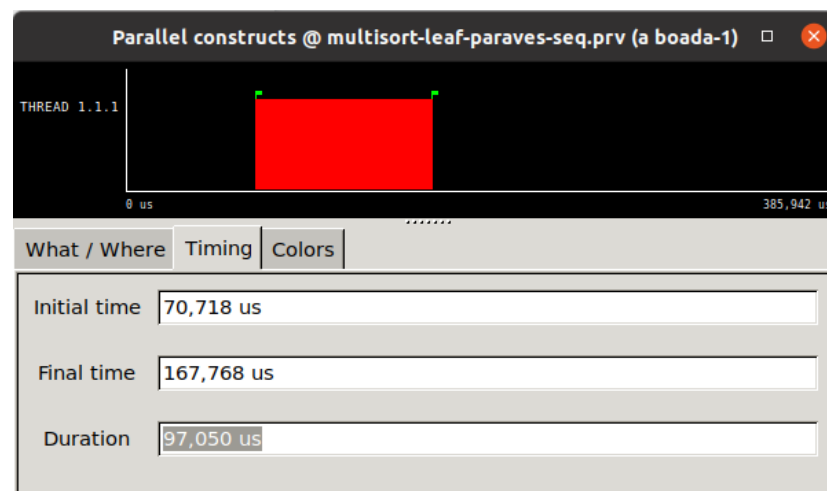 Parallel constructs @ multisort-leaf-paraves-seq.prv (a boada-1)
THREAD 1.1.1
0 us
385,942 us
What / Where Timing Colors
Initial time 70,718 us
Final time 167,768 us
Duration 97,050 us